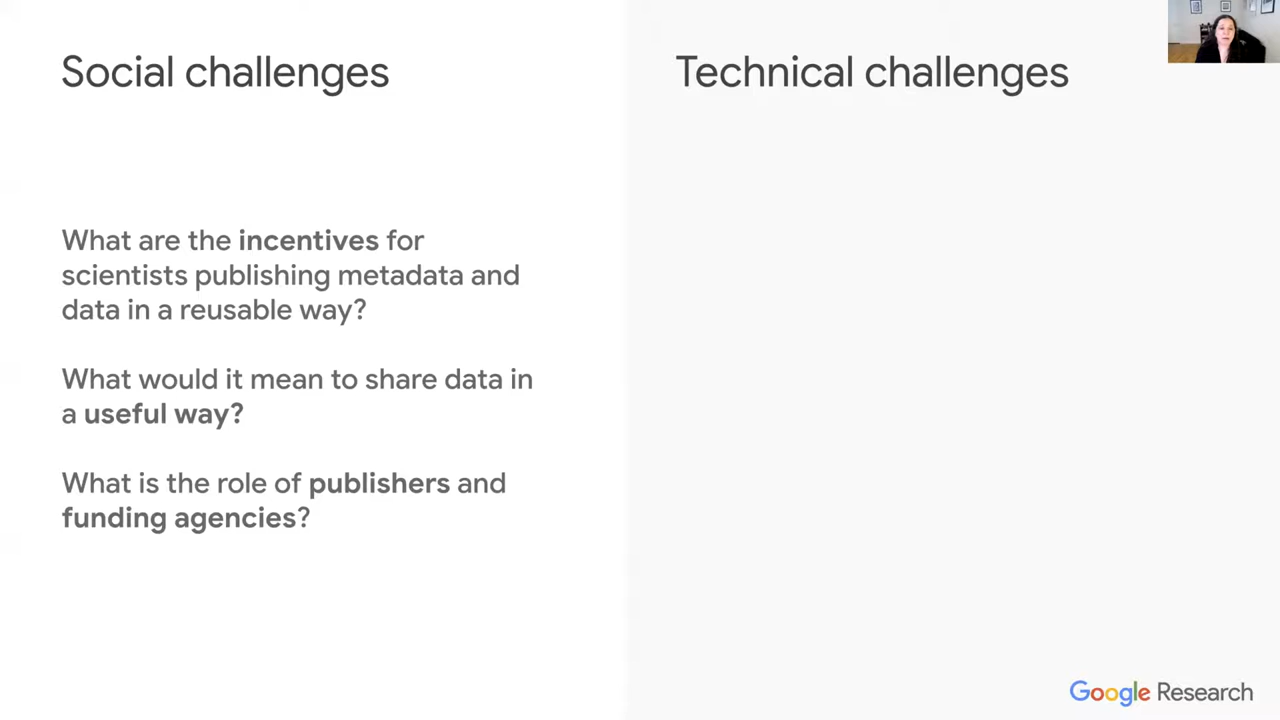 Social challenges
What are the incentives for
scientists publishing metadata and
data in a reusable way?
What would it mean to share data in
a useful way?
What is the role of publishers and
funding agencies?
Technical challenges
Google Research